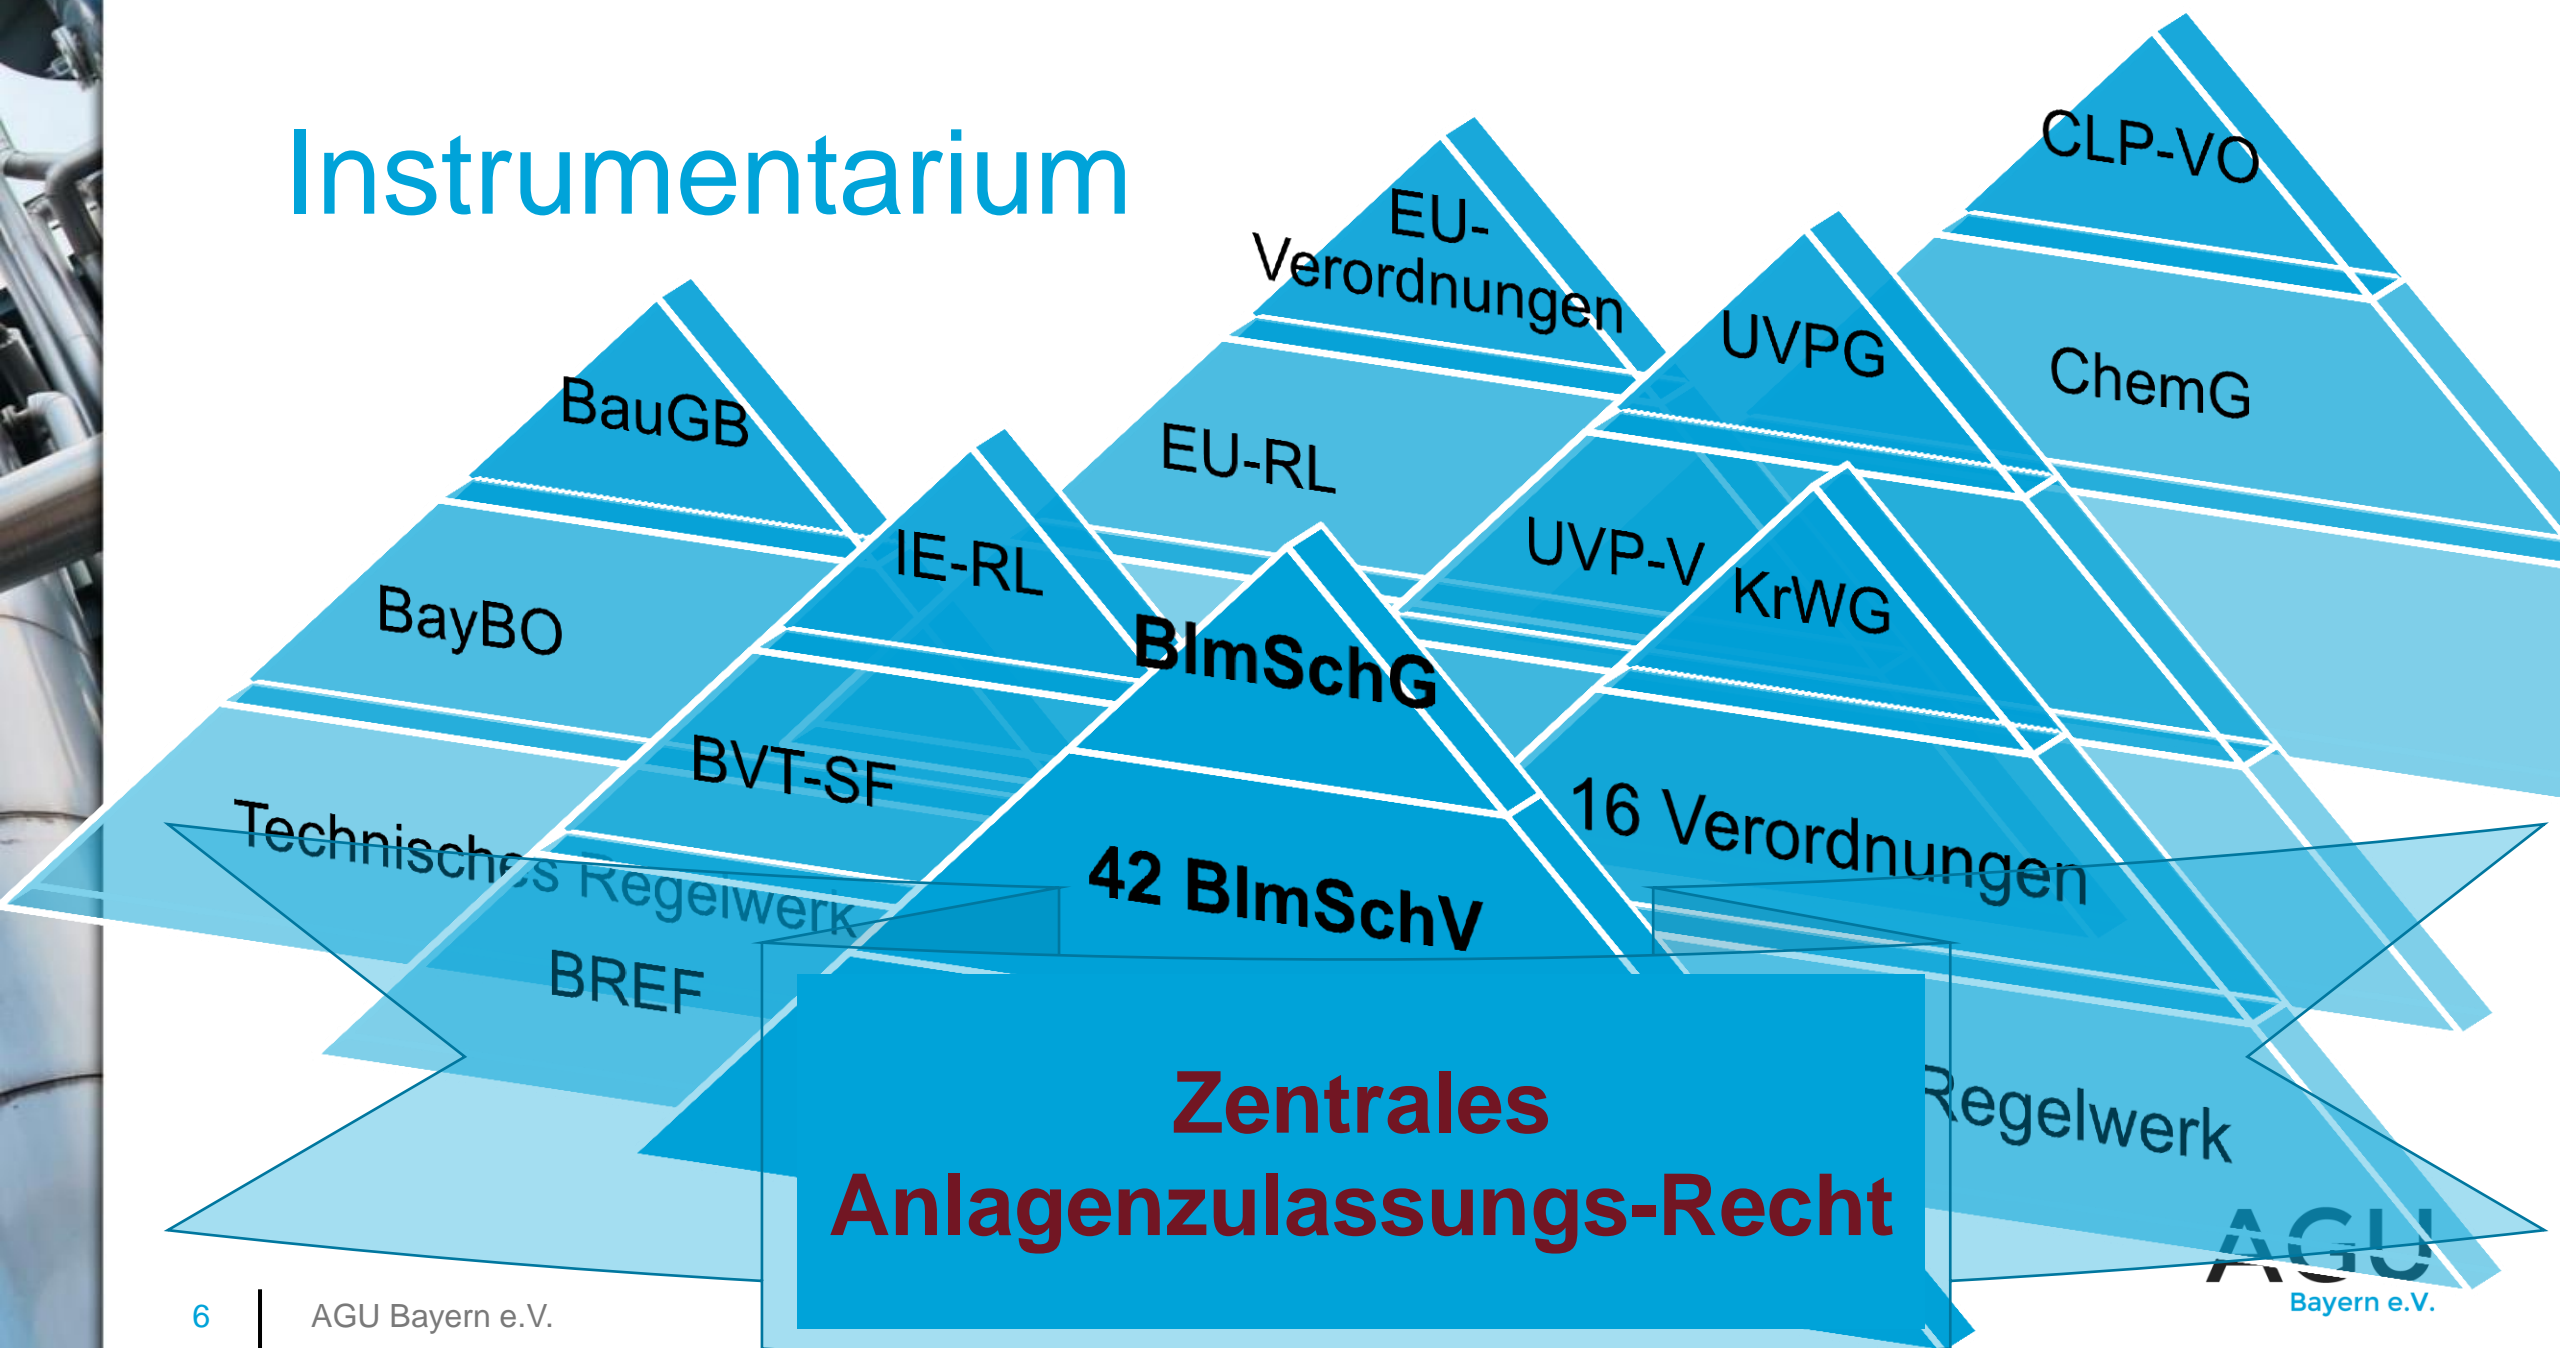 Instrumentarium
CLP-VO
ChemG
EU-
Verordnungen
EU-RL
UVPG
UVP-V
BauGB
BayBO
Technisches Regelwerk
IE-RL
BVT-SF
BREF
BImSchG
42 BImSchV
KrWG
16 Verordnungen
Regelwerk
Zentrales
Anlagenzulassungs-Recht
6
AGU Bayern e.V.
AGU
Bayern e.V.